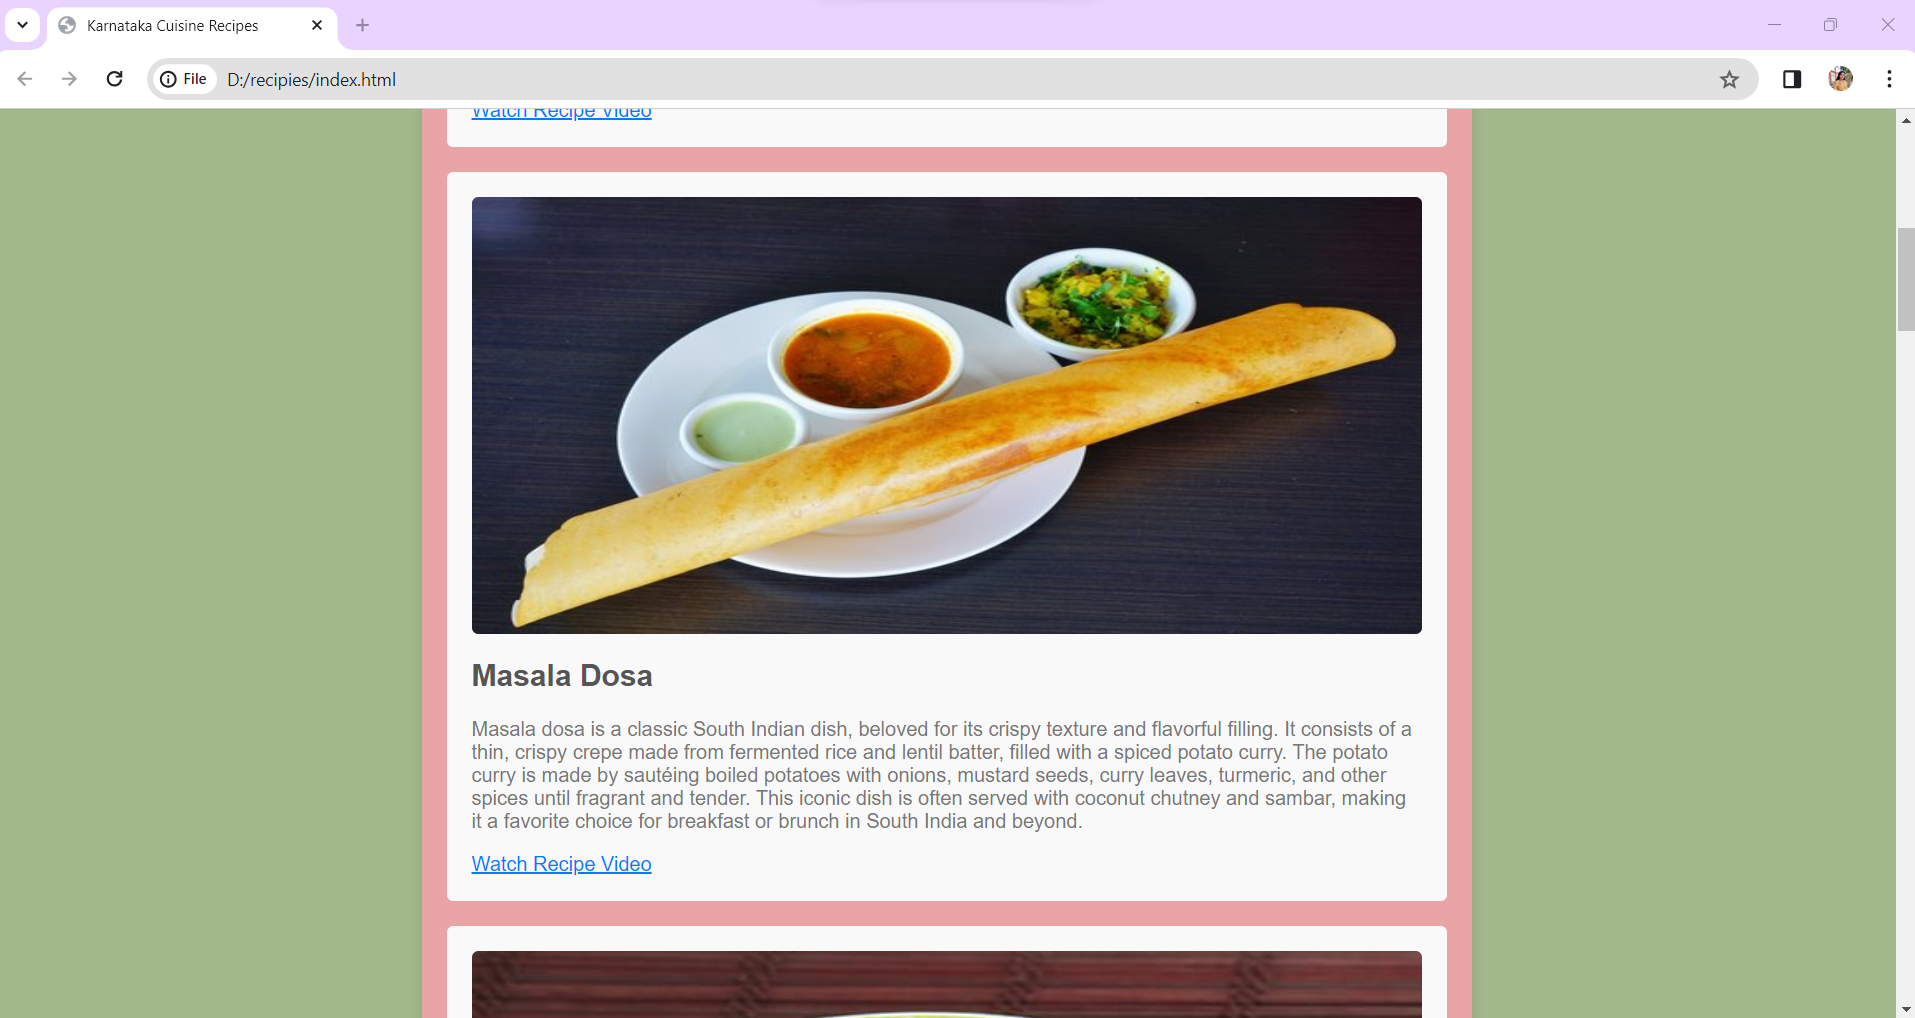 Karnataka Cuisine Recipes
File D:/recipies/index.html
Watch Recipe Video
Masala Dosa
Masala dosa is a classic South Indian dish, beloved for its crispy texture and flavorful filling. It consists of a
thin, crispy crepe made from fermented rice and lentil batter, filled with a spiced potato curry. The potato
curry is made by sautéing boiled potatoes with onions, mustard seeds, curry leaves, turmeric, and other
spices until fragrant and tender. This iconic dish is often served with coconut chutney and sambar, making
it a favorite choice for breakfast or brunch in South India and beyond.
Watch Recipe Video